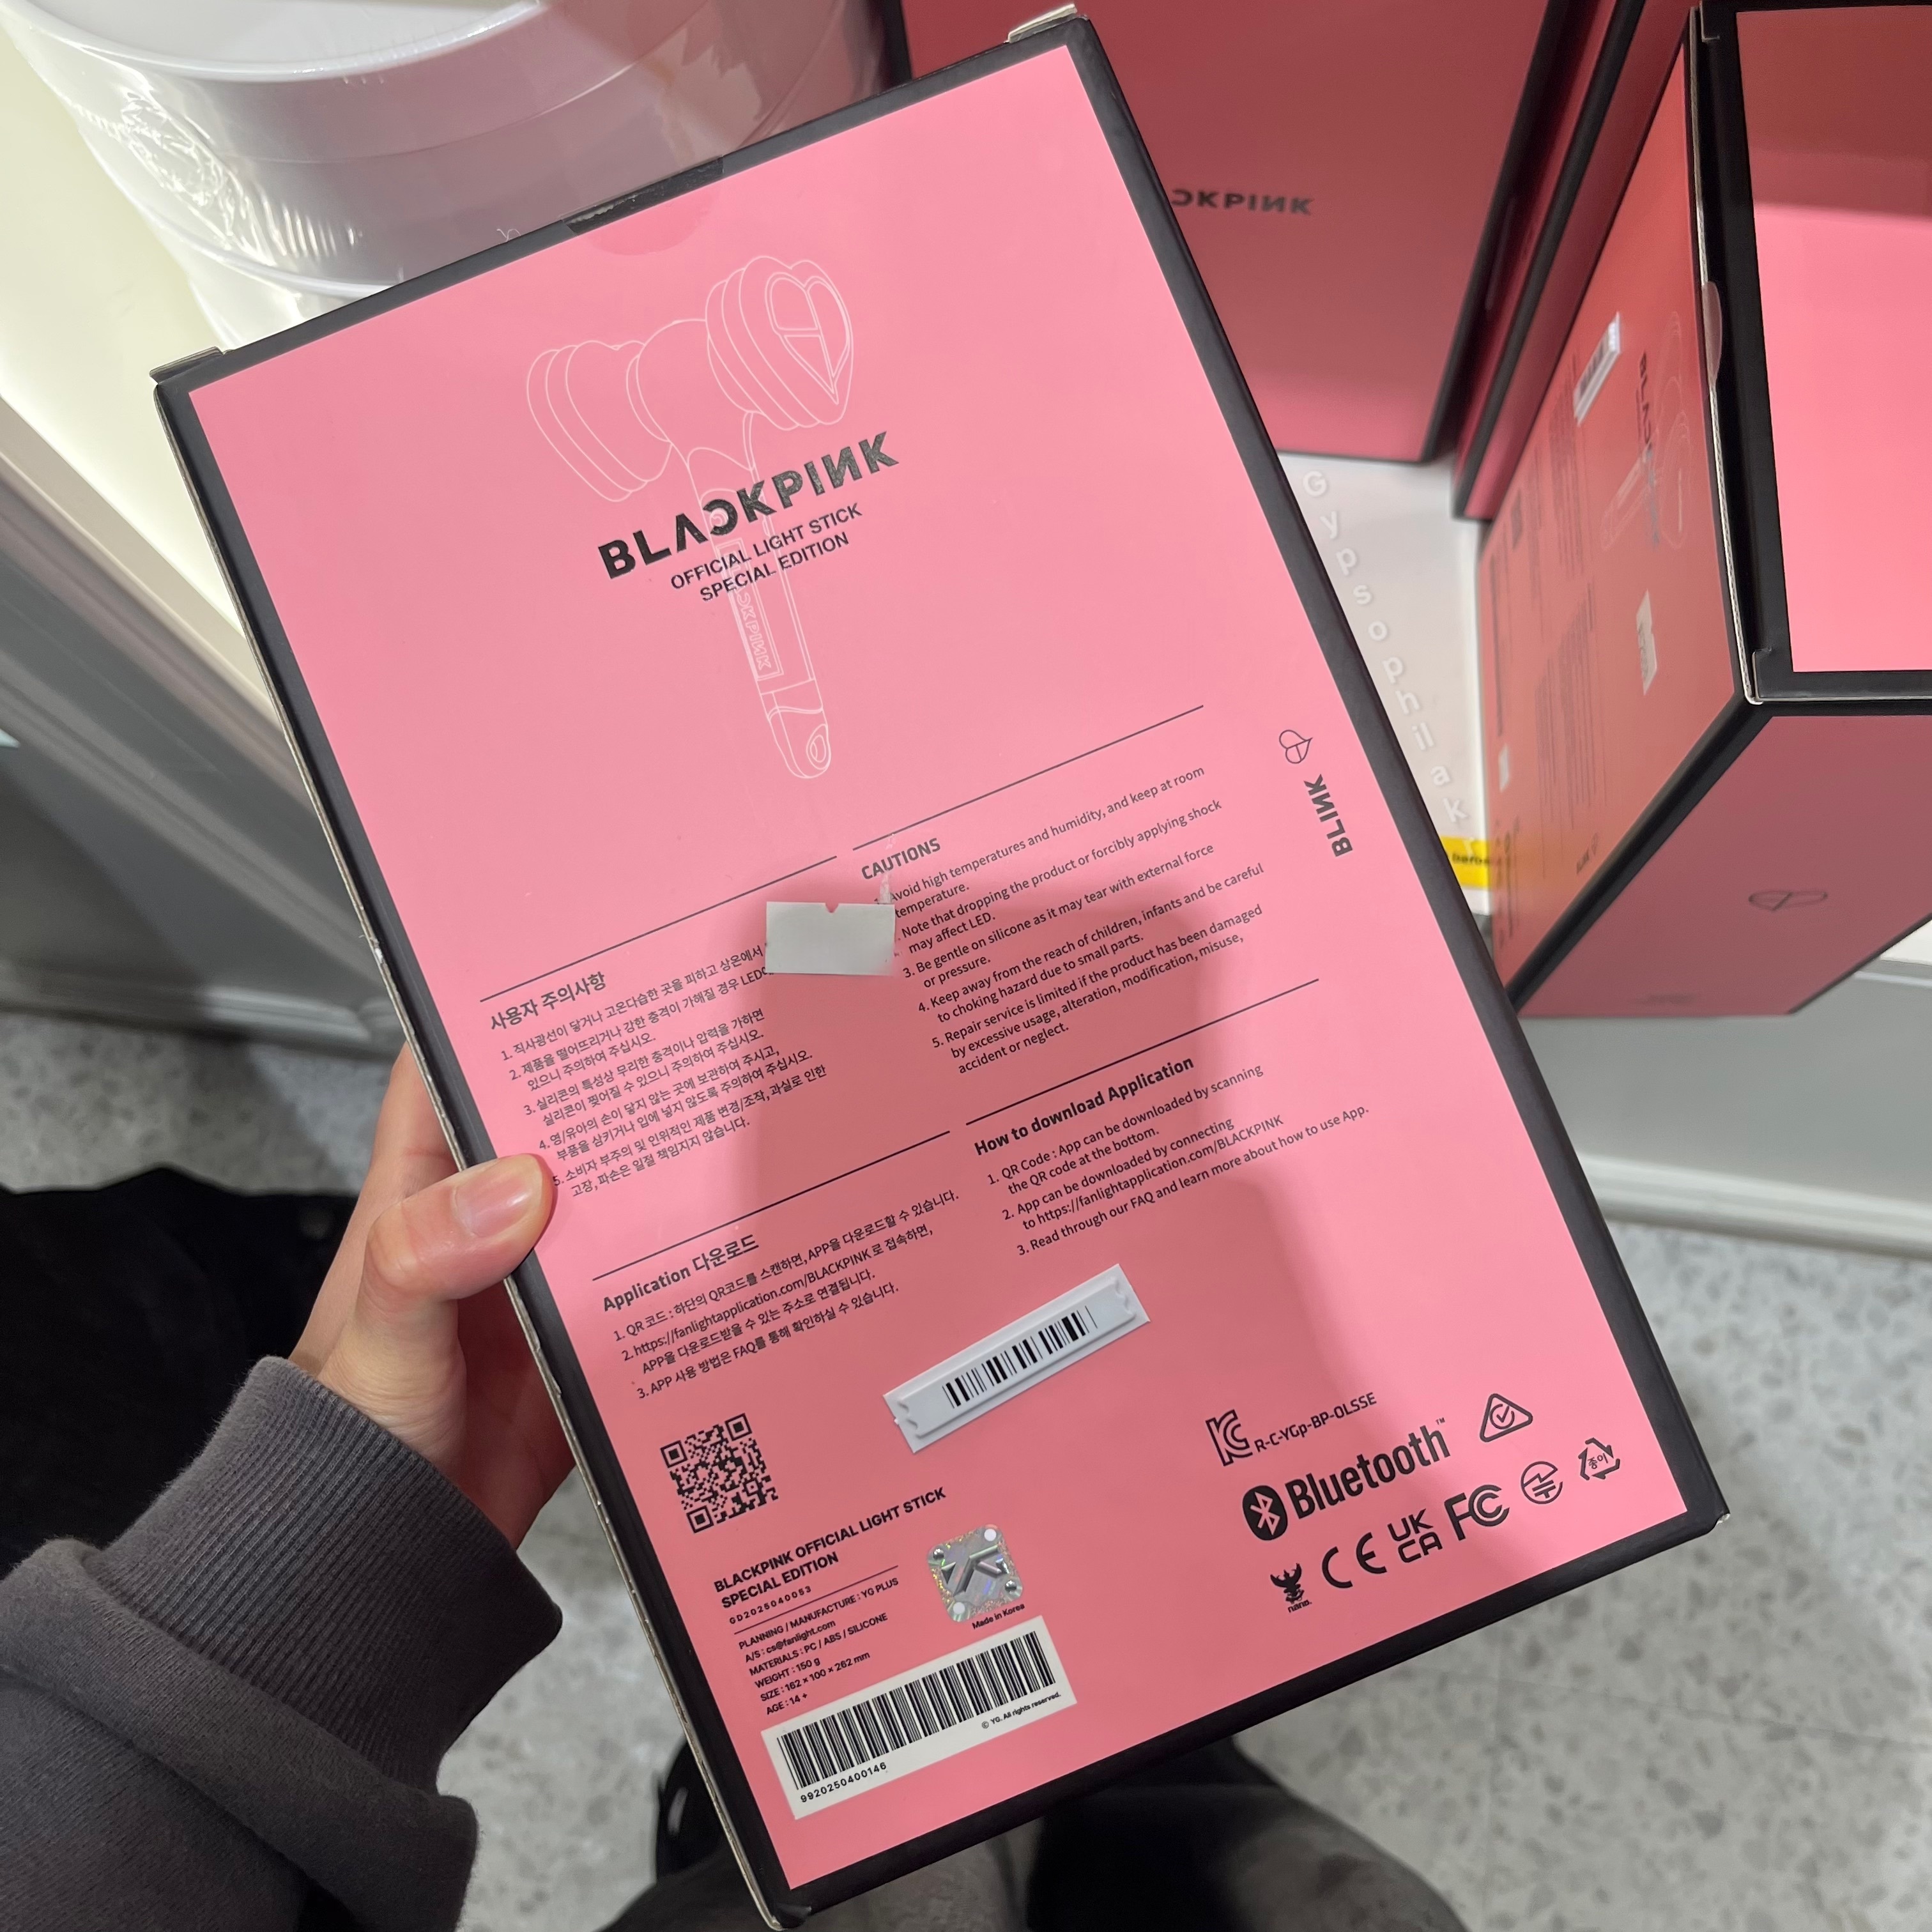 BLACKPINK
OFFICIAL LIGHT STICK
SPECIAL EDITION
CKPINK
BLINK
사용자 주의사항
1. 직사광선이 닿거나 고온다습한 곳을 피하고 상온에서
2. 제품을 떨어뜨리거나 강한 충격이 가해질 경우 LED
있으니 주의하여 주십시오.
3. 실리콘의 특성상 무리한 충격이나 압력을 가하면
실리콘이 찢어질 수 있으니 주의하여 주십시오.
4. 영/유아의 손이 닿지 않는 곳에 보관하여 주시고,
부품을 삼키거나 입에 넣지 않도록 주의하여 주십시오.
5. 소비자 부주의 및 인위적인 제품 변경/조작, 과실로 인한
고장, 파손은 일절 책임지지 않습니다.
CAUTIONS
Avoid high temperatures and humidity, and keep at room
temperature.
Note that dropping the product or forcibly applying shock
may affect LED.
3. Be gentle on silicone as it may tear with external force
or pressure.
4. Keep away from the reach of children, infants and be careful
to choking hazard due to small parts.
5. Repair service is limited if the product has been damaged
by excessive usage, alteration, modification, misuse,
accident or neglect.
Application 다운로드
1. QR 코드 : 하단의 QR코드를 스캔하면, APP을 다운로드할 수 있습니다.
2. https://fanlightapplication.com/BLACKPINK 로 접속하면,
APP을 다운로드받을 수 있는 주소로 연결됩니다.
3. APP 사용 방법은 FAQ를 통해 확인하실 수 있습니다.
How to download Application
1. QR Code : App can be downloaded by scanning
the QR code at the bottom.
2. App can be downloaded by connecting
to https://fanlightapplication.com/BLACKPINK
3. Read through our FAQ and learn more about how to use App.
BLACKPINK OFFICIAL LIGHT STICK
SPECIAL EDITION
GD2025040053
PLANNING / MANUFACTURE : YG PLUS
A/S : cs@fanlight.com
MATERIALS : PC / ABS / SILICONE
WEIGHT : 150 g
SIZE : 162 × 100 × 262 mm
AGE : 14 +
Made in Korea
© YG. All rights reserved.
9920250400146
R-C-YGp-BP-OLSSE
Bluetooth™
CE UKCA FC
종이
ЭKPINK
Gypsophilak